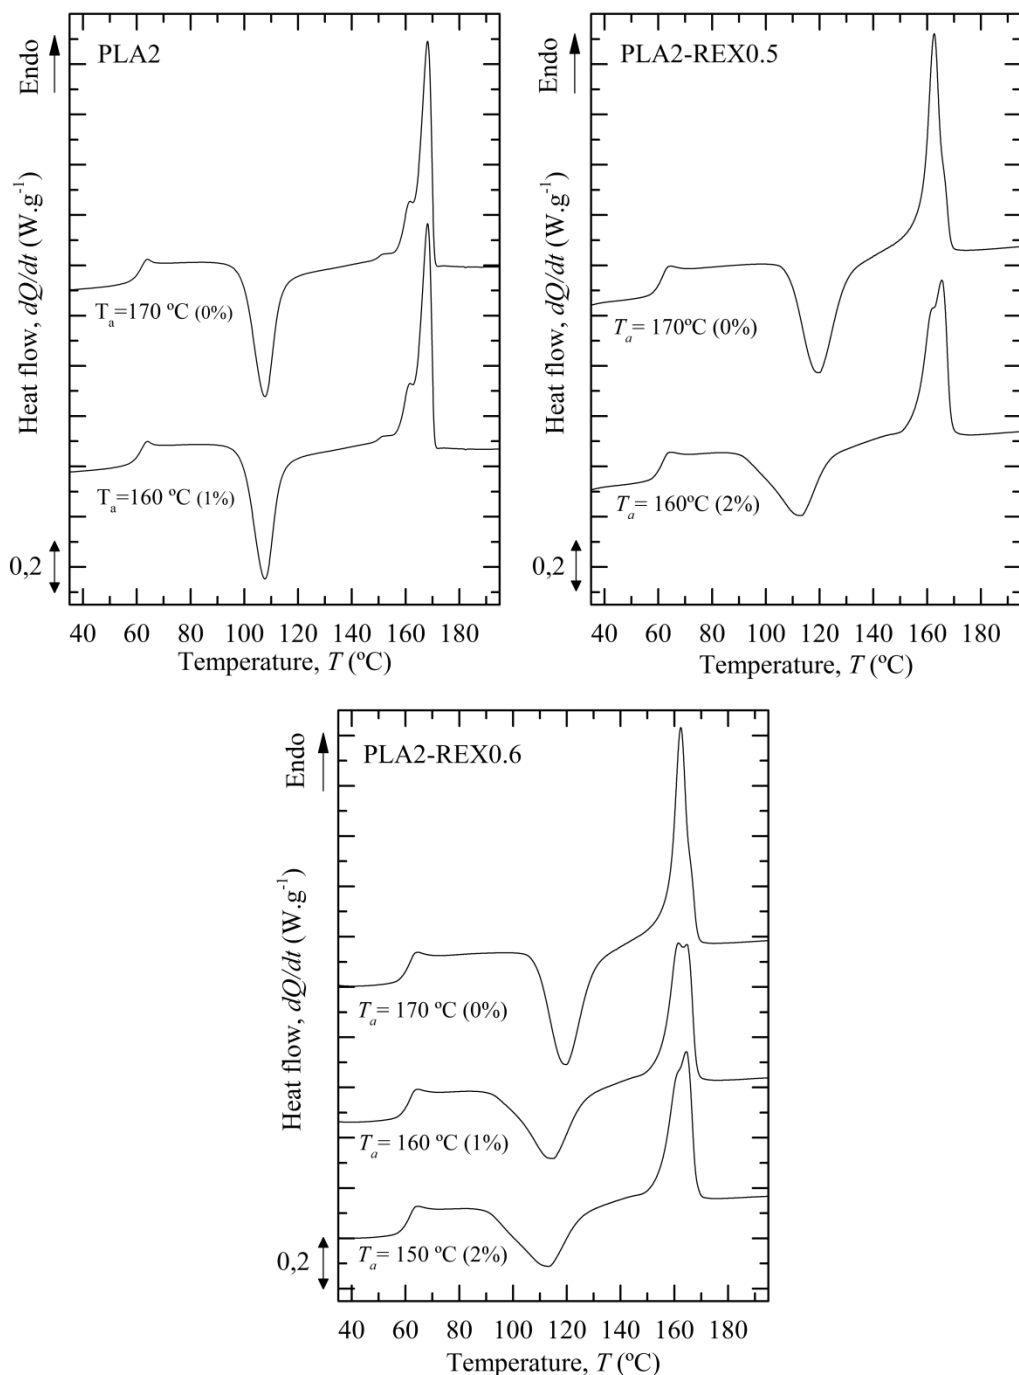 PLA2
Endo
Heat flow, dQ/dt (W.g⁻¹)
Tₐ=170 ºC (0%)
Tₐ=160 ºC (1%)
0,2
40 60 80 100 120 140 160 180
Temperature, T (ºC)
PLA2-REX0.5
Endo
Heat flow, dQ/dt (W.g⁻¹)
Tₐ= 170ºC (0%)
Tₐ= 160ºC (2%)
0,2
40 60 80 100 120 140 160 180
Temperature, T (ºC)
PLA2-REX0.6
Endo
Heat flow, dQ/dt (W.g⁻¹)
Tₐ= 170 ºC (0%)
Tₐ= 160 ºC (1%)
Tₐ= 150 ºC (2%)
0,2
40 60 80 100 120 140 160 180
Temperature, T (ºC)